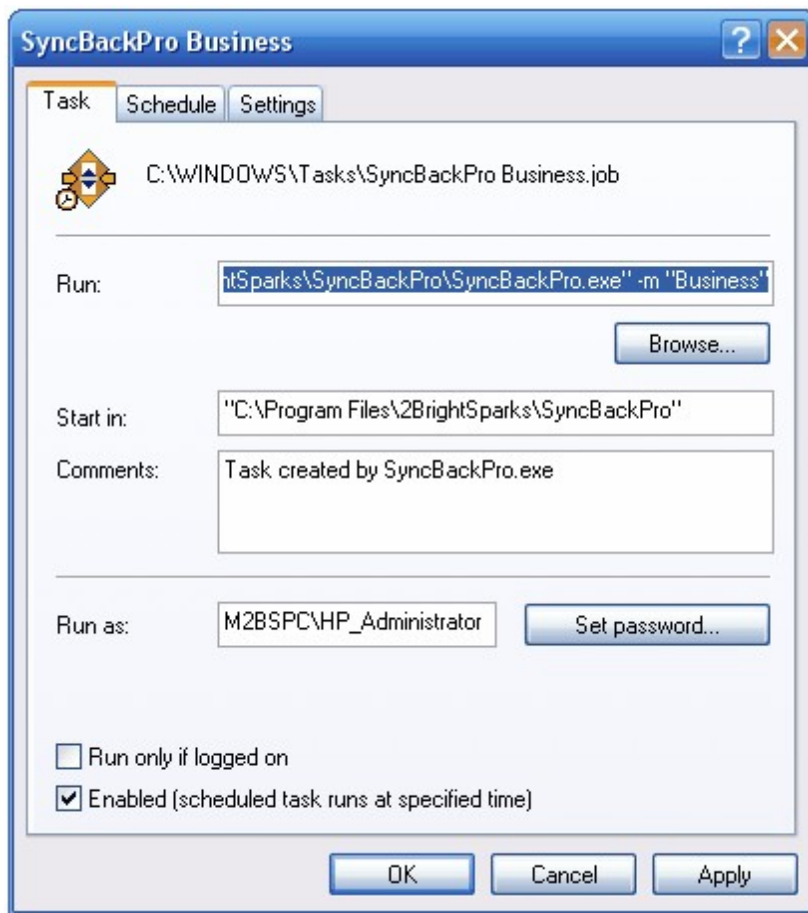 SyncBackPro Business
Task Schedule Settings
C:\WINDOWS\Tasks\SyncBackPro Business.job
Run: ntSparks\SyncBackPro\SyncBackPro.exe" -m "Business"
Browse...
Start in: "C:\Program Files\2BrightSparks\SyncBackPro"
Comments: Task created by SyncBackPro.exe
Run as: M2BSPC\HP_Administrator Set password...
Run only if logged on
Enabled (scheduled task runs at specified time)
OK Cancel Apply